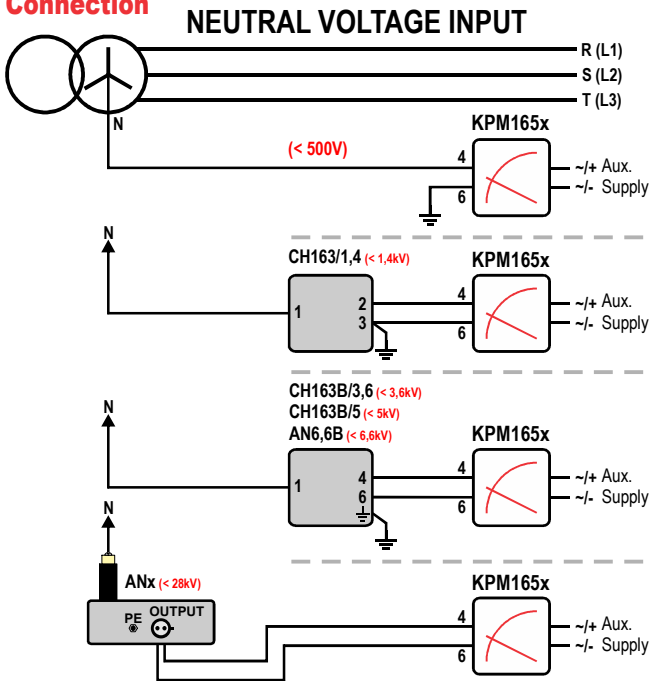 Connection
NEUTRAL VOLTAGE INPUT
R (L1)
S (L2)
T (L3)
N
KPM165x
(< 500V)
4
~/+ Aux.
~/- Supply
6
N
CH163/1,4 (< 1,4kV)
KPM165x
1
2
3
4
6
~/+ Aux.
~/- Supply
CH163B/3,6 (< 3,6kV)
CH163B/5 (< 5kV)
AN6,6B (< 6,6kV)
N
KPM165x
1
4
6
4
6
~/+ Aux.
~/- Supply
N
ANx (< 28kV)
KPM165x
PE OUTPUT
4
6
~/+ Aux.
~/- Supply